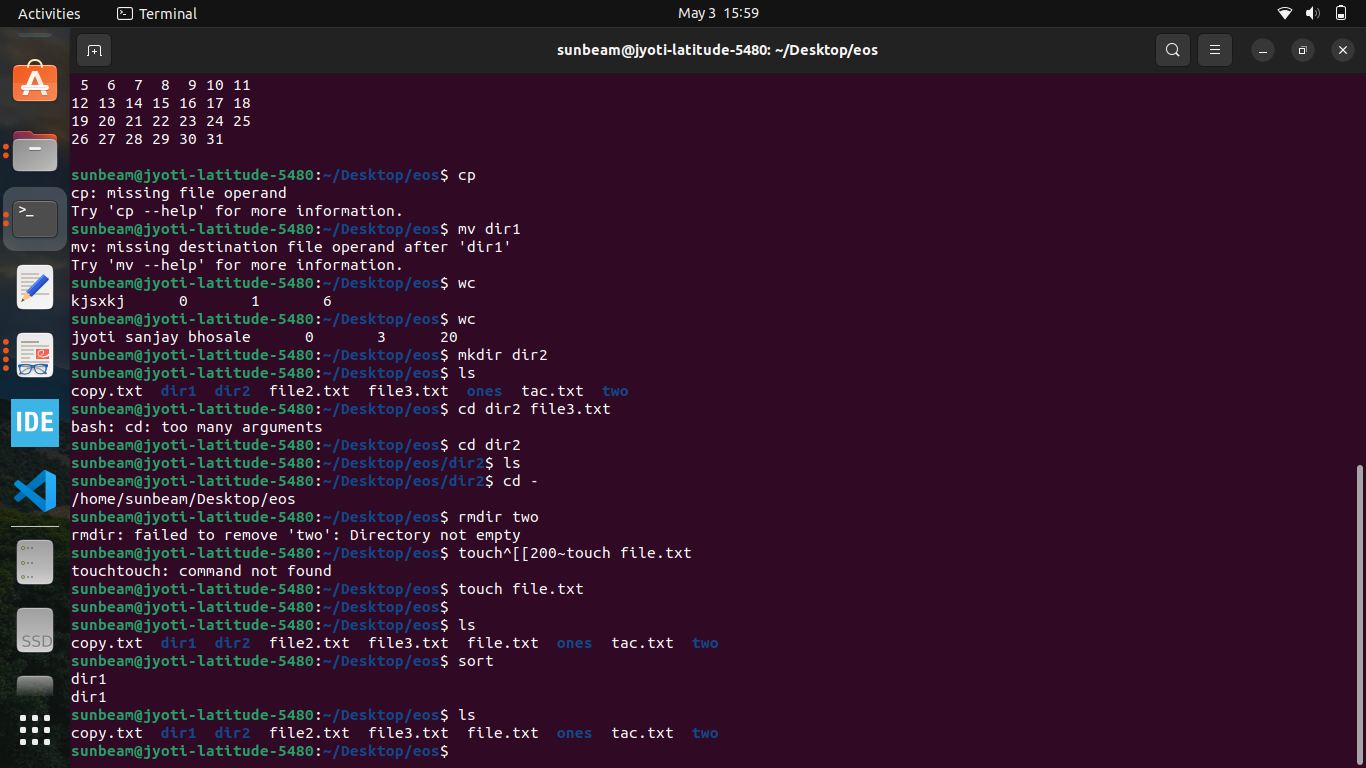 Activities
Terminal
May 3  15:59
sunbeam@jyoti-latitude-5480: ~/Desktop/eos
 5  6  7  8  9 10 11
12 13 14 15 16 17 18
19 20 21 22 23 24 25
26 27 28 29 30 31
sunbeam@jyoti-latitude-5480:~/Desktop/eos$ cp
cp: missing file operand
Try 'cp --help' for more information.
sunbeam@jyoti-latitude-5480:~/Desktop/eos$ mv dir1
mv: missing destination file operand after 'dir1'
Try 'mv --help' for more information.
sunbeam@jyoti-latitude-5480:~/Desktop/eos$ wc
kjsxkj      0       1       6
sunbeam@jyoti-latitude-5480:~/Desktop/eos$ wc
jyoti sanjay bhosale      0       3      20
sunbeam@jyoti-latitude-5480:~/Desktop/eos$ mkdir dir2
sunbeam@jyoti-latitude-5480:~/Desktop/eos$ ls
copy.txt  dir1  dir2  file2.txt  file3.txt  ones  tac.txt  two
sunbeam@jyoti-latitude-5480:~/Desktop/eos$ cd dir2 file3.txt
bash: cd: too many arguments
sunbeam@jyoti-latitude-5480:~/Desktop/eos$ cd dir2
sunbeam@jyoti-latitude-5480:~/Desktop/eos/dir2$ ls
sunbeam@jyoti-latitude-5480:~/Desktop/eos/dir2$ cd -
/home/sunbeam/Desktop/eos
sunbeam@jyoti-latitude-5480:~/Desktop/eos$ rmdir two
rmdir: failed to remove 'two': Directory not empty
sunbeam@jyoti-latitude-5480:~/Desktop/eos$ touch^[[200~touch file.txt
touchtouch: command not found
sunbeam@jyoti-latitude-5480:~/Desktop/eos$ touch file.txt
sunbeam@jyoti-latitude-5480:~/Desktop/eos$
sunbeam@jyoti-latitude-5480:~/Desktop/eos$ ls
copy.txt  dir1  dir2  file2.txt  file3.txt  file.txt  ones  tac.txt  two
sunbeam@jyoti-latitude-5480:~/Desktop/eos$ sort
dir1
dir1
sunbeam@jyoti-latitude-5480:~/Desktop/eos$ ls
copy.txt  dir1  dir2  file2.txt  file3.txt  file.txt  ones  tac.txt  two
sunbeam@jyoti-latitude-5480:~/Desktop/eos$
IDE
SSD